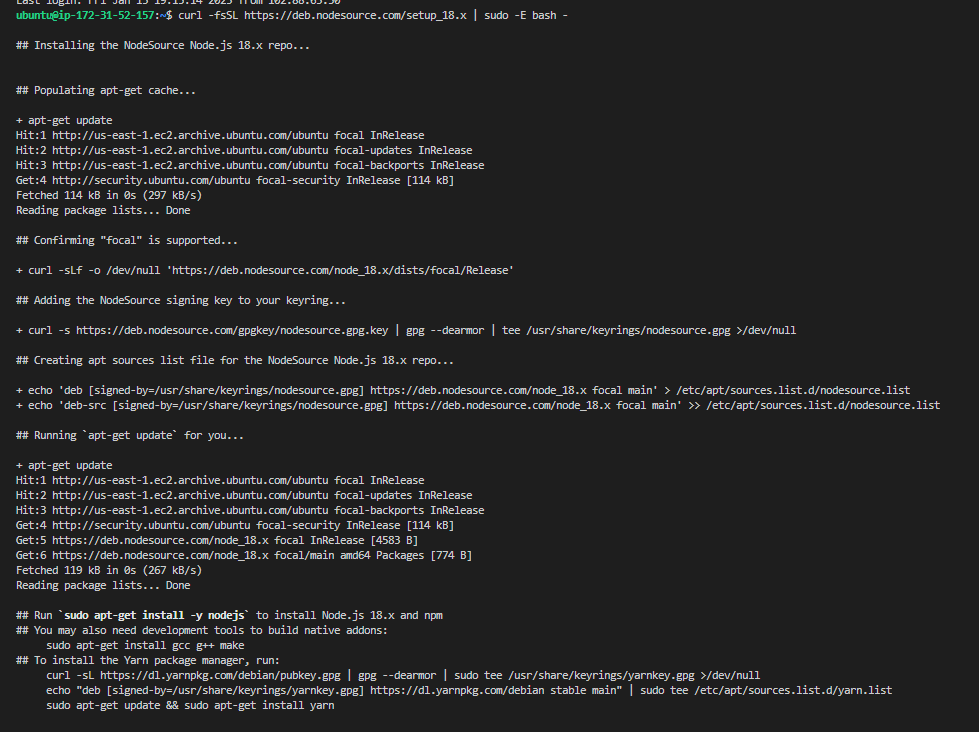 Last login: Fri Jan 13 19:15:14 2023 from 102.88.63.50
ubuntu@ip-172-31-52-157:~$ curl -fsSL https://deb.nodesource.com/setup_18.x | sudo -E bash -
## Installing the NodeSource Node.js 18.x repo...
## Populating apt-get cache...
+ apt-get update
Hit:1 http://us-east-1.ec2.archive.ubuntu.com/ubuntu focal InRelease
Hit:2 http://us-east-1.ec2.archive.ubuntu.com/ubuntu focal-updates InRelease
Hit:3 http://us-east-1.ec2.archive.ubuntu.com/ubuntu focal-backports InRelease
Get:4 http://security.ubuntu.com/ubuntu focal-security InRelease [114 kB]
Fetched 114 kB in 0s (297 kB/s)
Reading package lists... Done
## Confirming "focal" is supported...
+ curl -sLf -o /dev/null 'https://deb.nodesource.com/node_18.x/dists/focal/Release'
## Adding the NodeSource signing key to your keyring...
+ curl -s https://deb.nodesource.com/gpgkey/nodesource.gpg.key | gpg --dearmor | tee /usr/share/keyrings/nodesource.gpg >/dev/null
## Creating apt sources list file for the NodeSource Node.js 18.x repo...
+ echo 'deb [signed-by=/usr/share/keyrings/nodesource.gpg] https://deb.nodesource.com/node_18.x focal main' > /etc/apt/sources.list.d/nodesource.list
+ echo 'deb-src [signed-by=/usr/share/keyrings/nodesource.gpg] https://deb.nodesource.com/node_18.x focal main' >> /etc/apt/sources.list.d/nodesource.list
## Running `apt-get update` for you...
+ apt-get update
Hit:1 http://us-east-1.ec2.archive.ubuntu.com/ubuntu focal InRelease
Hit:2 http://us-east-1.ec2.archive.ubuntu.com/ubuntu focal-updates InRelease
Hit:3 http://us-east-1.ec2.archive.ubuntu.com/ubuntu focal-backports InRelease
Get:4 http://security.ubuntu.com/ubuntu focal-security InRelease [114 kB]
Get:5 https://deb.nodesource.com/node_18.x focal InRelease [4583 B]
Get:6 https://deb.nodesource.com/node_18.x focal/main amd64 Packages [774 B]
Fetched 119 kB in 0s (267 kB/s)
Reading package lists... Done
## Run `sudo apt-get install -y nodejs` to install Node.js 18.x and npm
## You may also need development tools to build native addons:
sudo apt-get install gcc g++ make
## To install the Yarn package manager, run:
curl -sL https://dl.yarnpkg.com/debian/pubkey.gpg | gpg --dearmor | sudo tee /usr/share/keyrings/yarnkey.gpg >/dev/null
echo "deb [signed-by=/usr/share/keyrings/yarnkey.gpg] https://dl.yarnpkg.com/debian stable main" | sudo tee /etc/apt/sources.list.d/yarn.list
sudo apt-get update && sudo apt-get install yarn